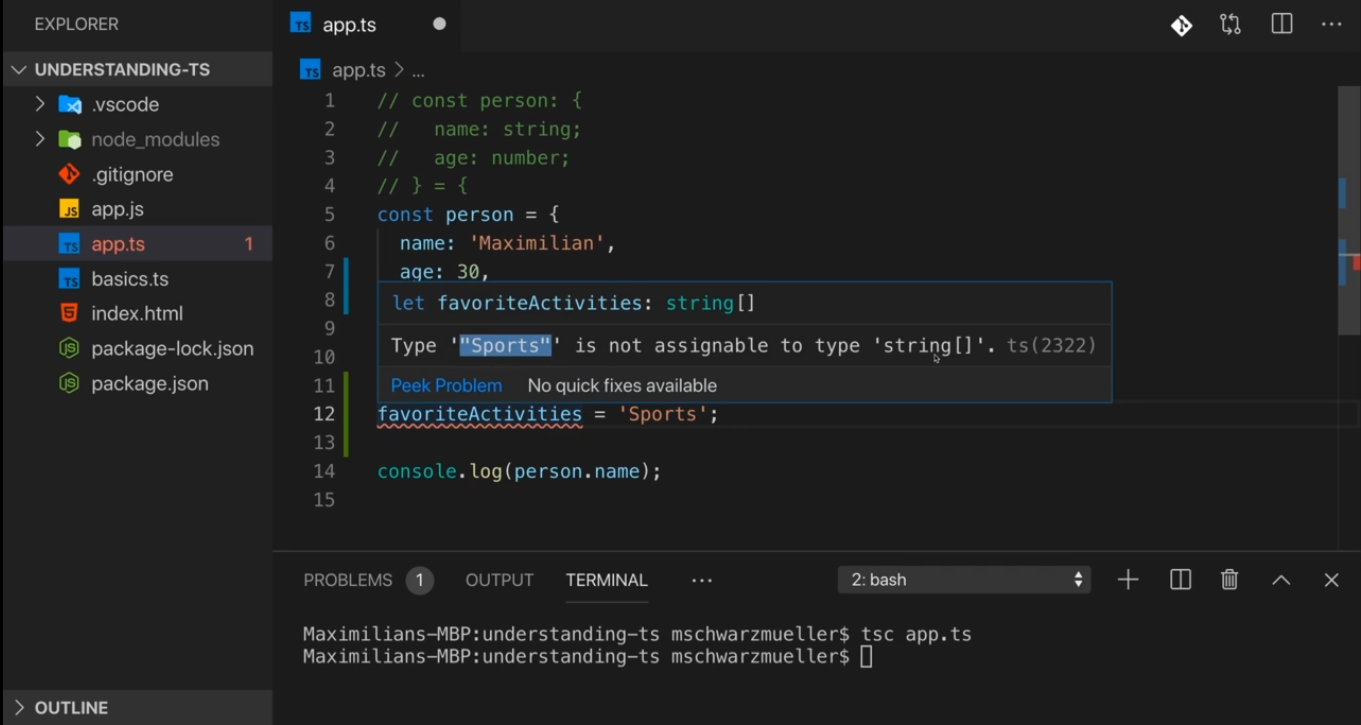 EXPLORER
TS app.ts
UNDERSTANDING-TS
TS app.ts > ...
.vscode
node_modules
.gitignore
JS app.js
TS app.ts 1
TS basics.ts
index.html
package-lock.json
package.json
1 // const person: {
2 //   name: string;
3 //   age: number;
4 // } = {
5 const person = {
6   name: 'Maximilian',
7   age: 30,
8
let favoriteActivities: string[]
9
Type '"Sports"' is not assignable to type 'string[]'. ts(2322)
10
11
Peek Problem No quick fixes available
12 favoriteActivities = 'Sports';
13
14 console.log(person.name);
15
PROBLEMS 1 OUTPUT TERMINAL ... 2: bash
Maximilians-MBP:understanding-ts mschwarzmueller$ tsc app.ts
Maximilians-MBP:understanding-ts mschwarzmueller$
OUTLINE